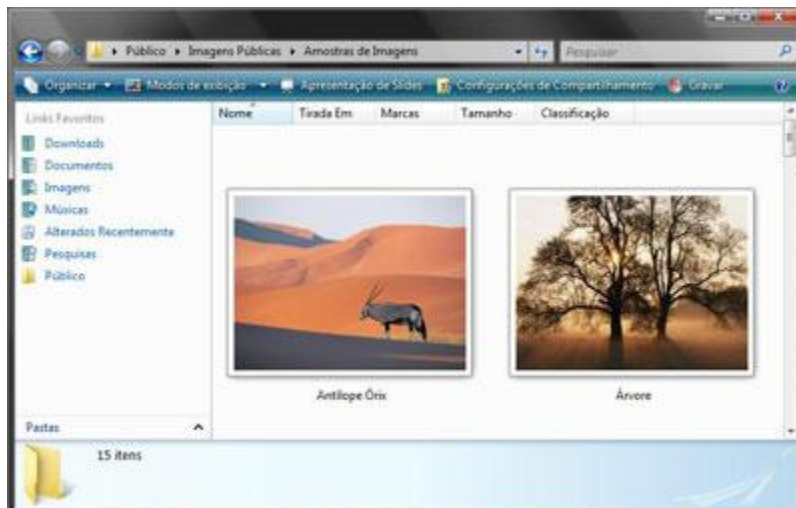 Público Imagens Públicas Amostras de Imagens Pesquisar
Organizar Modos de exibição Apresentação de Slides Configurações de Compartilhamento Gravar
Links Favoritos
Downloads
Documentos
Imagens
Músicas
Alterados Recentemente
Pesquisas
Público
Pastas
Nome Tirada Em Marcas Tamanho Classificação
Antílope Órix Árvore
15 itens